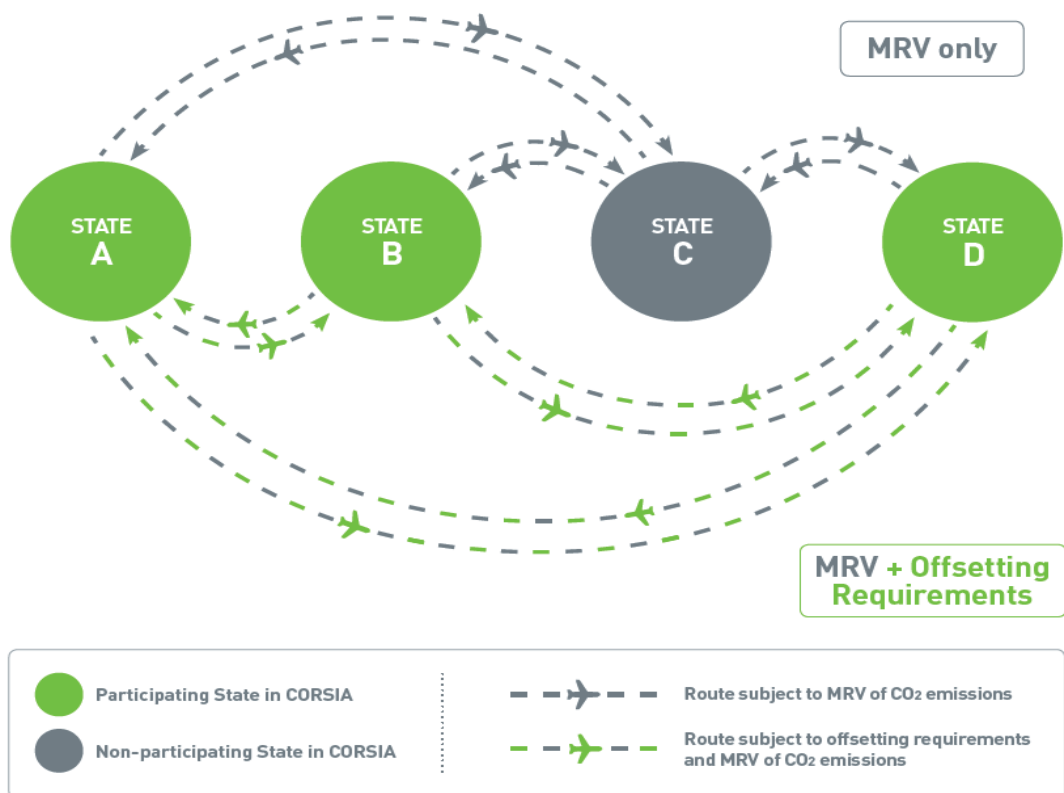 MRV only
STATE
A
STATE
B
STATE
C
STATE
D
MRV + Offsetting
Requirements
Participating State in CORSIA
Non-participating State in CORSIA
Route subject to MRV of CO₂ emissions
Route subject to offsetting requirements
and MRV of CO₂ emissions